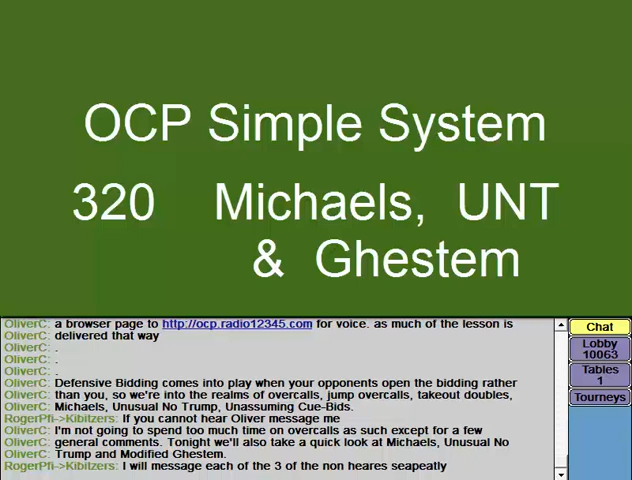 OCP Simple System
320 Michaels, UNT
& Ghestem
OliverC: a browser page to http://ocp.radio12345.com for voice. as much of the lesson is
delivered that way
OliverC: .
OliverC: .
OliverC: .
OliverC: Defensive Bidding comes into play when your opponents open the bidding rather
OliverC: than you, so we're into the realms of overcalls, jump overcalls, takeout doubles,
OliverC: Michaels, Unusual No Trump, Unassuming Cue-Bids.
RogerPfi->Kibitzers: If you cannot hear Oliver message me
OliverC: I'm not going to spend too much time on overcalls as such except for a few
OliverC: general comments. Tonight we'll also take a quick look at Michaels, Unusual No
OliverC: Trump and Modified Ghestem.
RogerPfi->Kibitzers: I will message each of the 3 of the non heares seapeatly
Chat
Lobby
10063
Tables
1
Tourneys